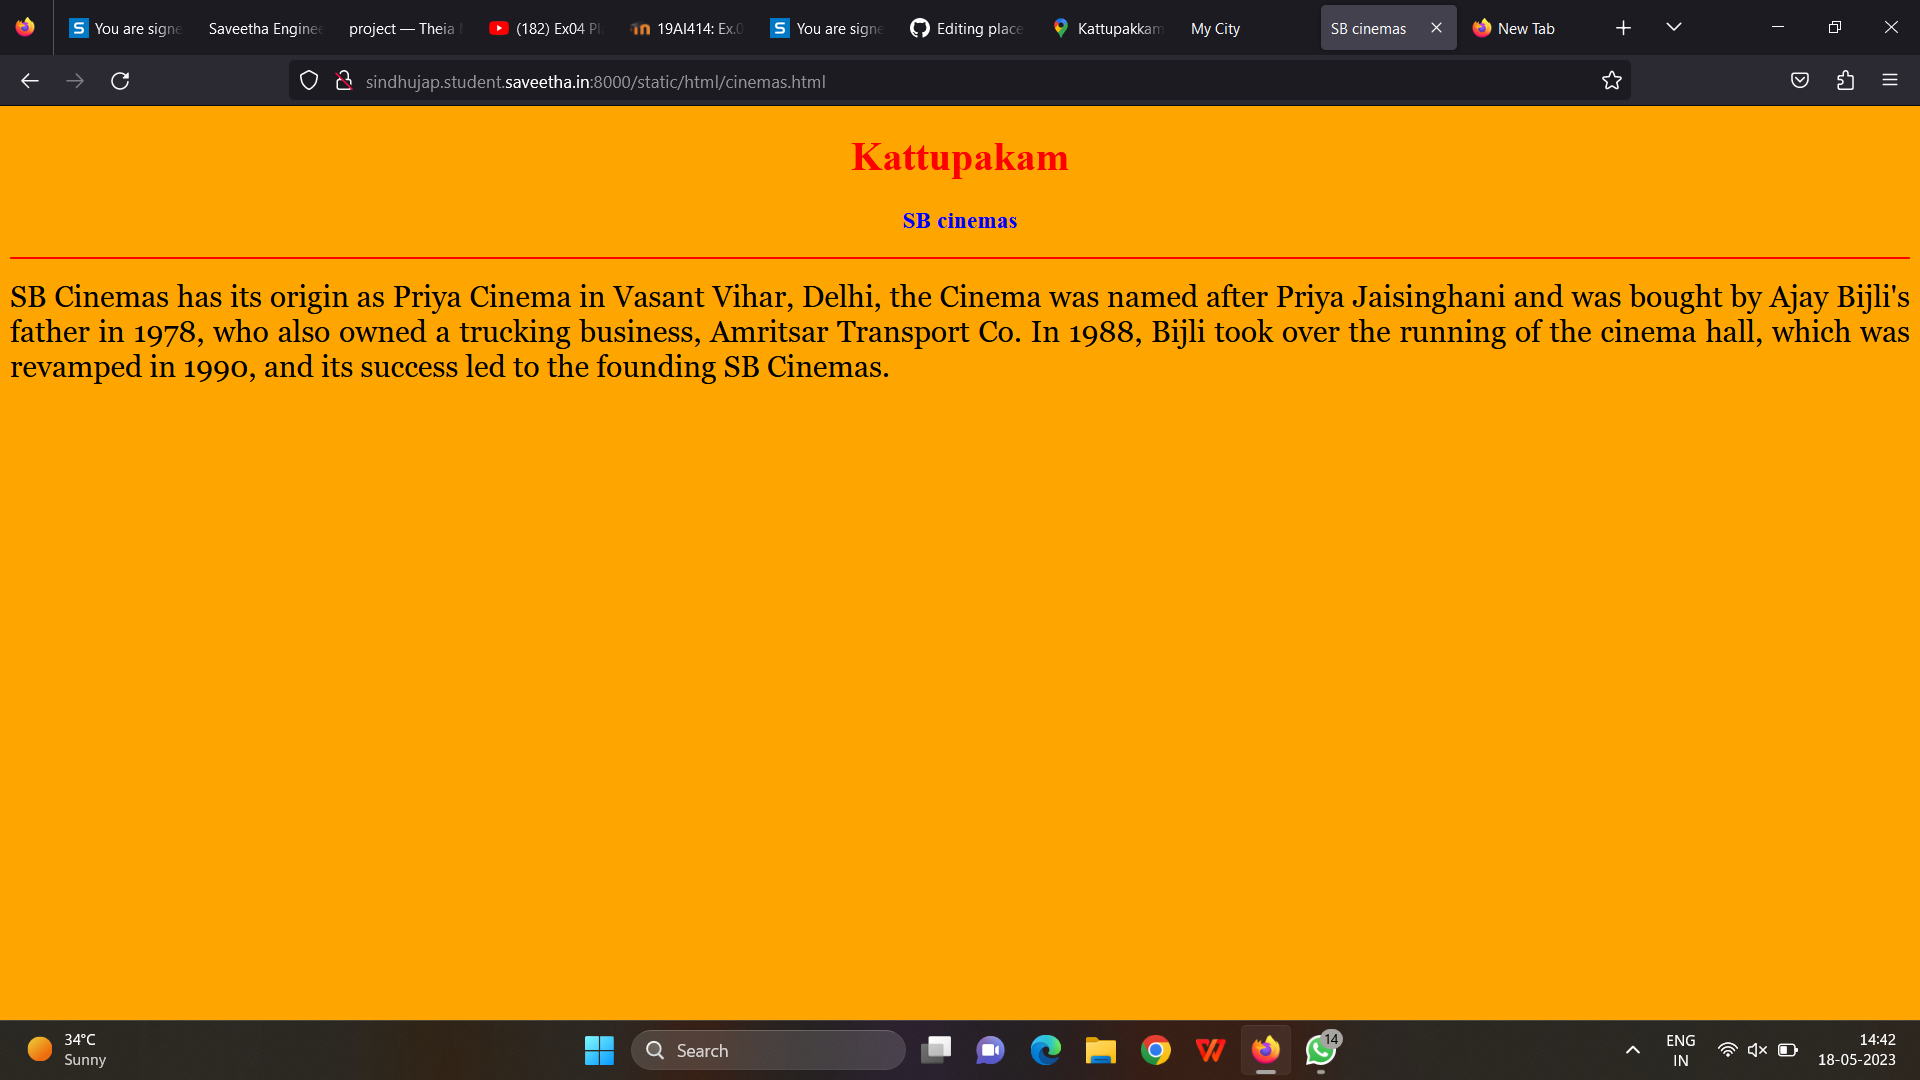 You are signe
Saveetha Enginee
project — Theia
(182) Ex04 Pl
19AI414: Ex.0
You are signe
Editing place
Kattupakkam
My City
SB cinemas
New Tab
sindhujap.student.saveetha.in:8000/static/html/cinemas.html
Kattupakam
SB cinemas
SB Cinemas has its origin as Priya Cinema in Vasant Vihar, Delhi, the Cinema was named after Priya Jaisinghani and was bought by Ajay Bijli's
father in 1978, who also owned a trucking business, Amritsar Transport Co. In 1988, Bijli took over the running of the cinema hall, which was
revamped in 1990, and its success led to the founding SB Cinemas.
34°C
Sunny
Search
14
ENG
IN
14:42
18-05-2023